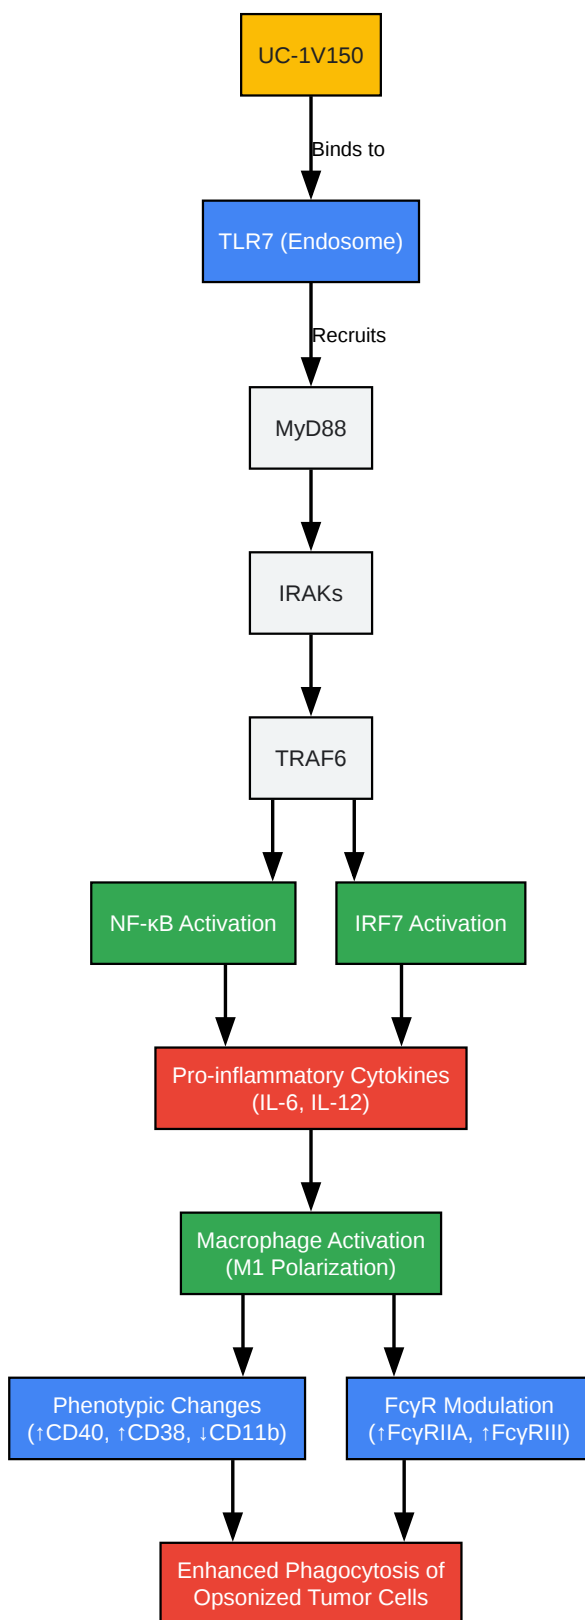 UC-1V150
Binds to
TLR7 (Endosome)
Recruits
MyD88
IRAKs
TRAF6
NF-κB Activation
IRF7 Activation
Pro-inflammatory Cytokines
(IL-6, IL-12)
Macrophage Activation
(M1 Polarization)
Phenotypic Changes
(↑CD40, ↑CD38, ↓CD11b)
FcγR Modulation
(↑FcγRIIA, ↑FcγRIII)
Enhanced Phagocytosis of
Opsonized Tumor Cells